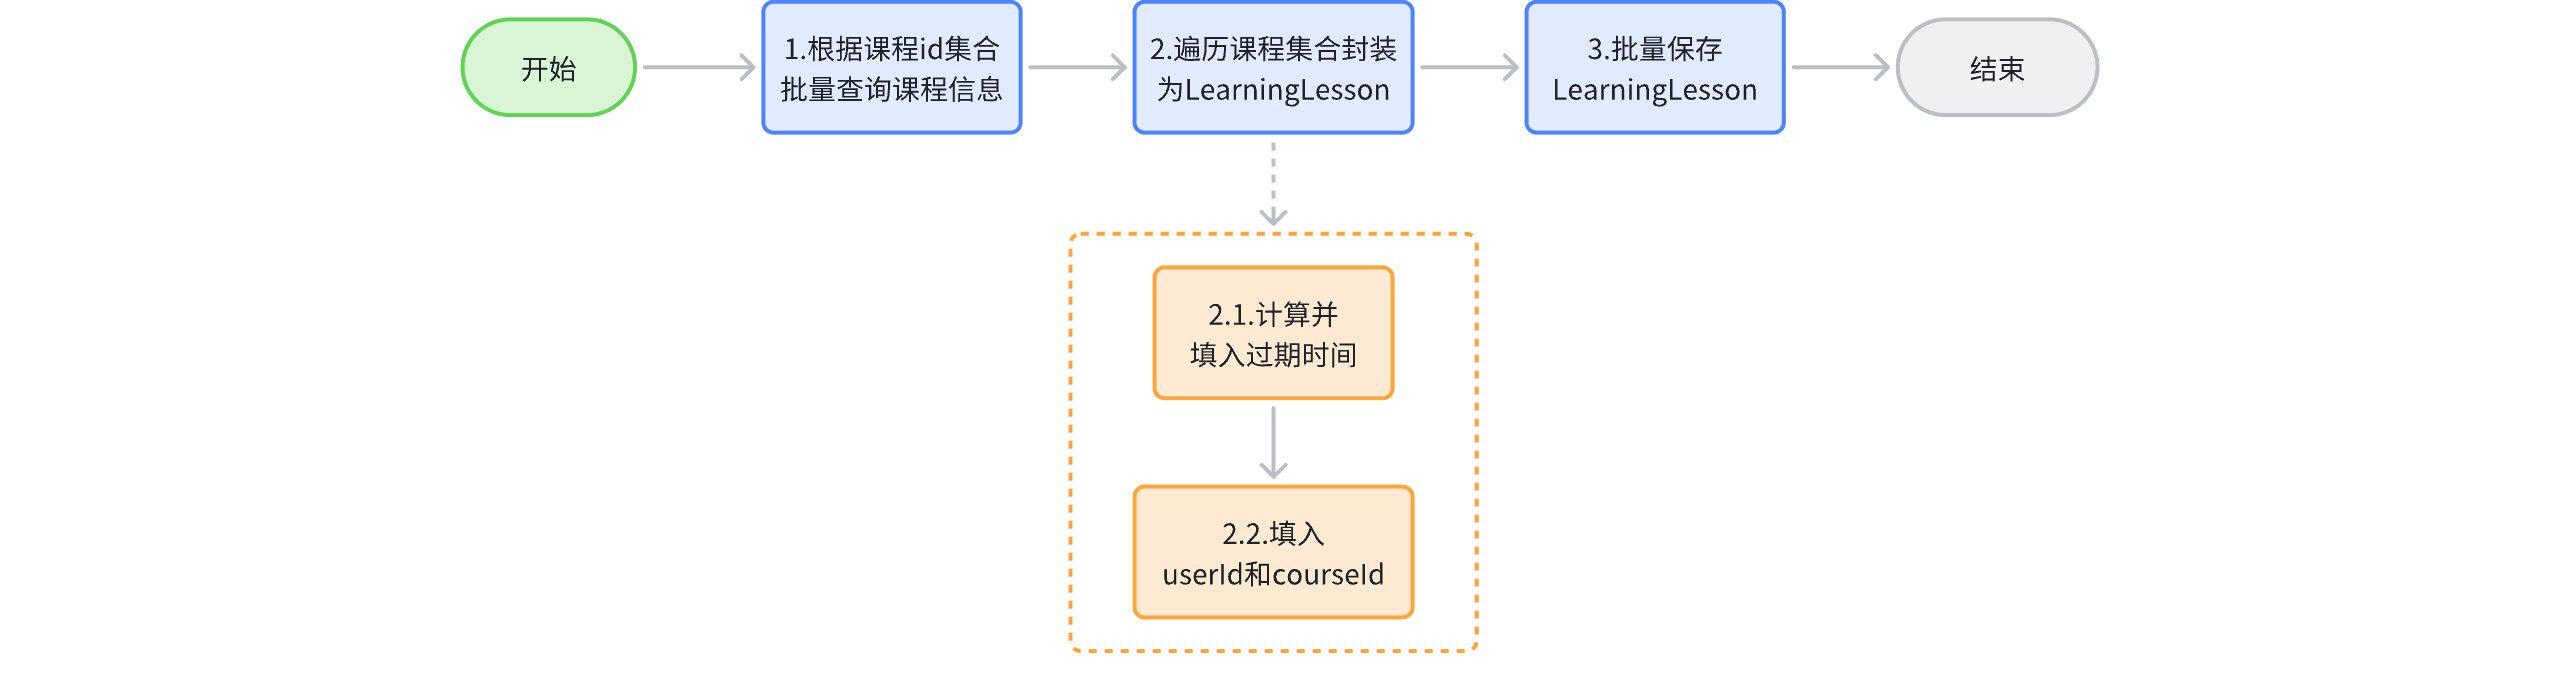 开始
1.根据课程id集合
批量查询课程信息
2.遍历课程集合封装
为LearningLesson
3.批量保存
LearningLesson
结束
2.1.计算并
填入过期时间
2.2.填入
userId和courseId